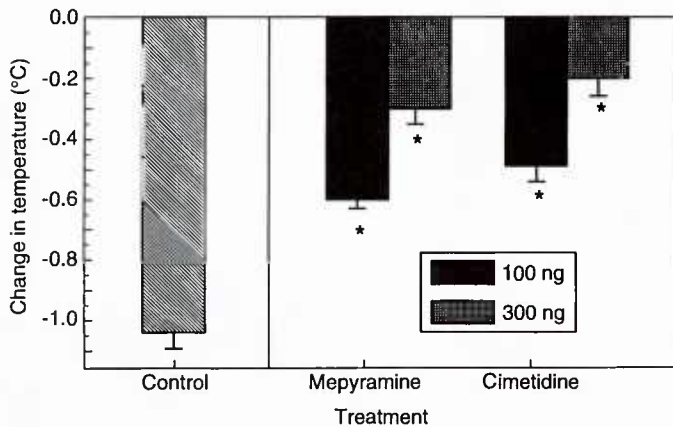 Change in temperature (°C)
0.0
-0.2
-0.4
-0.6
-0.8
-1.0
*
*
*
*
100 ng
300 ng
Control
Mepyramine
Cimetidine
Treatment